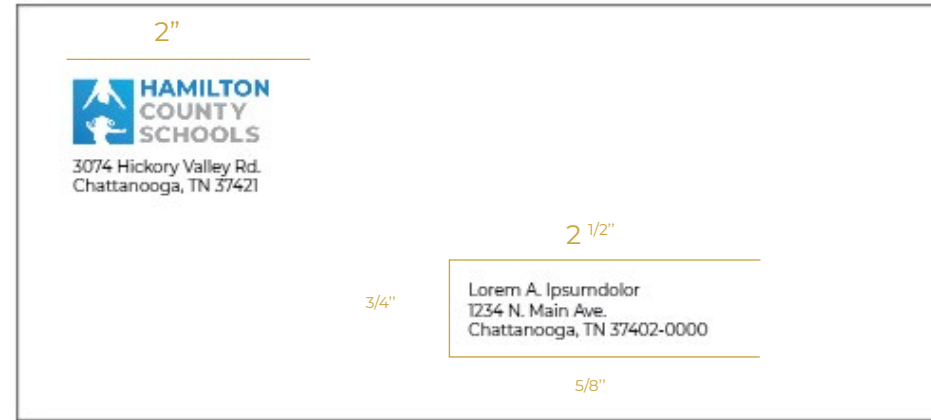 2”
HAMILTON
COUNTY
SCHOOLS
3074 Hickory Valley Rd.
Chattanooga, TN 37421
2 1/2”
3/4”
Lorem A. Ipsumdolor
1234 N. Main Ave.
Chattanooga, TN 37402-0000
5/8”